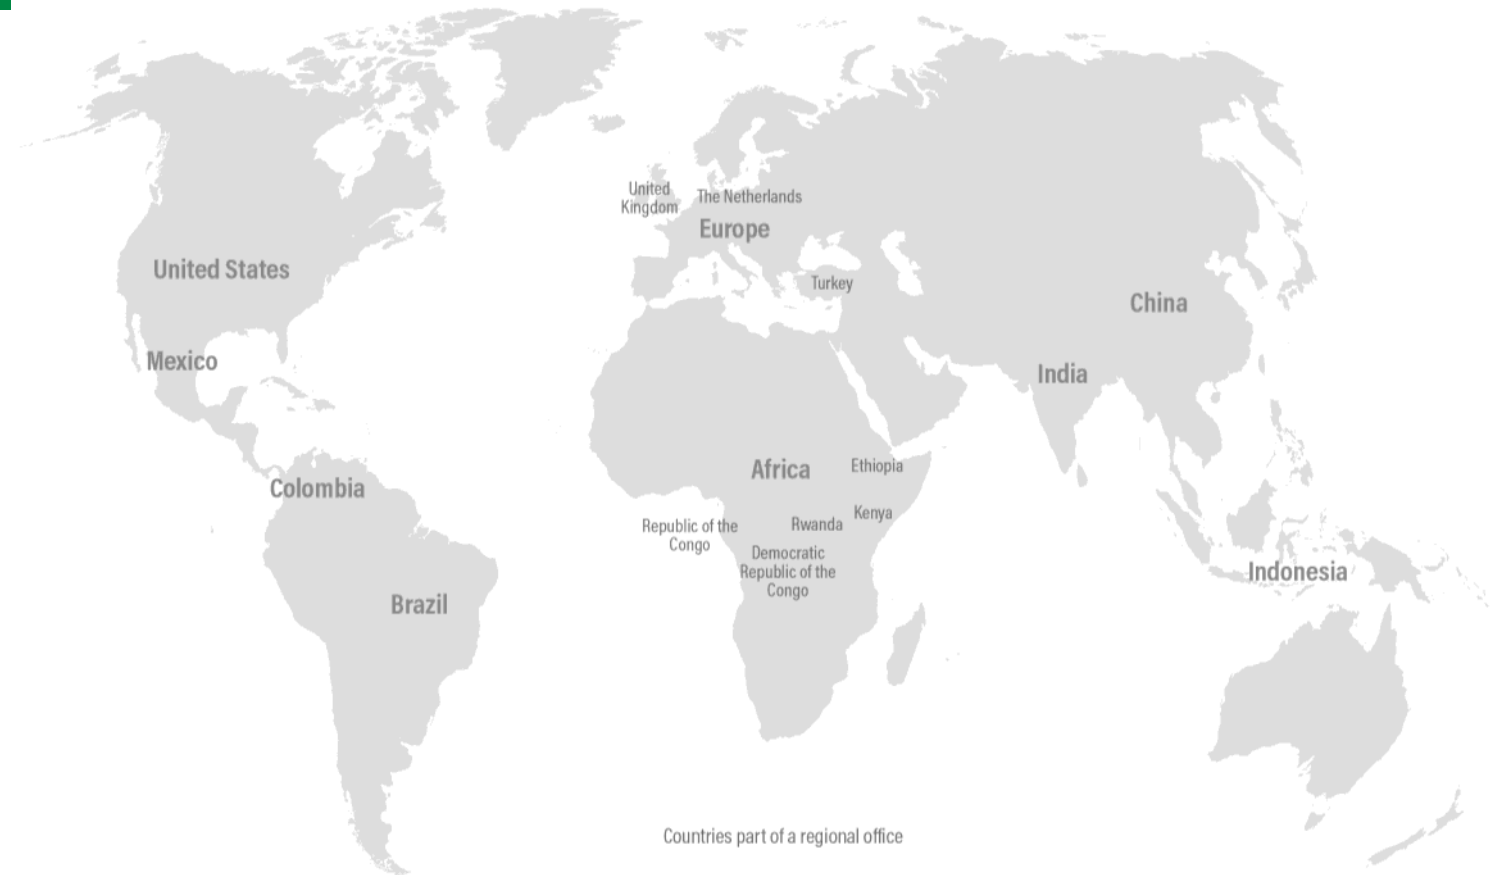 United
Kingdom
The Netherlands
Europe
United States
Turkey
China
Mexico
India
Africa
Ethiopia
Colombia
Kenya
Republic of the
Congo
Rwanda
Democratic
Republic of the
Congo
Indonesia
Brazil
Countries part of a regional office